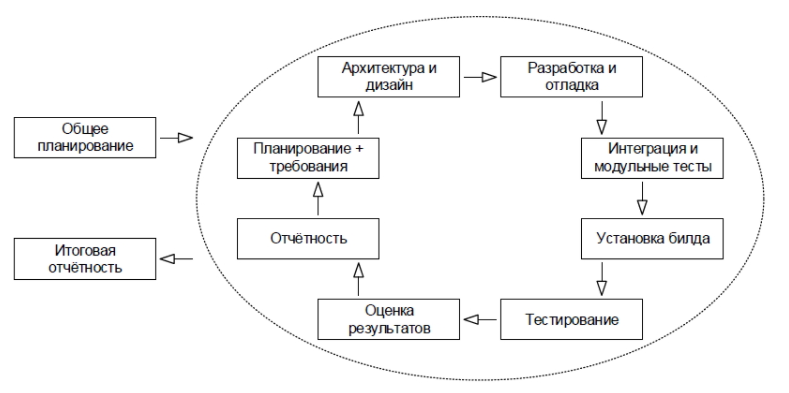 Архитектура и
дизайн
Разработка и
отладка
Общее
планирование
Планирование +
требования
Интеграция и
модульные тесты
Итоговая
отчётность
Отчётность
Установка билда
Оценка
результатов
Тестирование